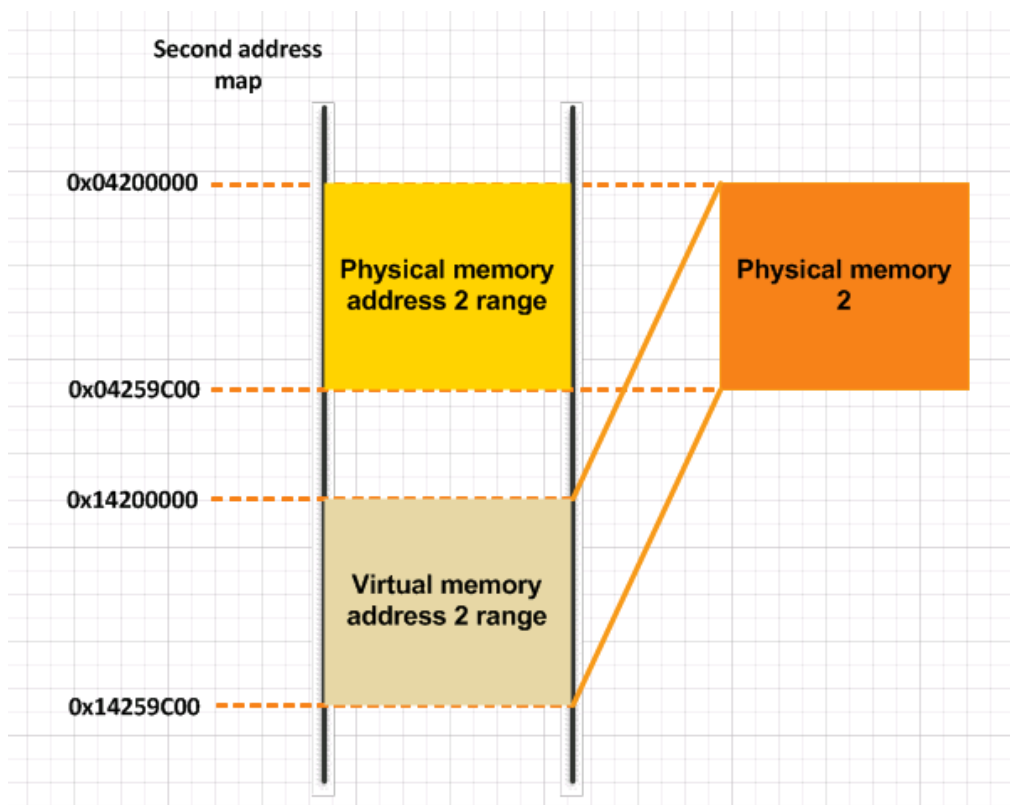 Second address
map
0x04200000
Physical memory
address 2 range
Physical memory
2
0x04259C00
0x14200000
Virtual memory
address 2 range
0x14259C00